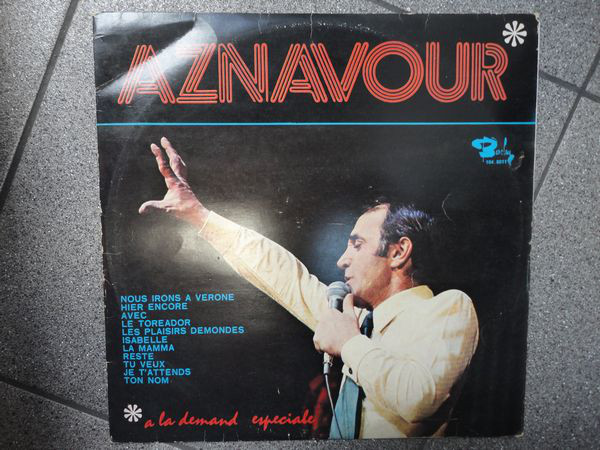 AZNAVOUR*
Barclay
NOUS IRONS A VERONE
HIER ENCORE
AVEC
LE TOREADOR
LES PLAISIRS DEMONDES
ISABELLE
LA MAMMA
RESTE
TU VEUX
JE T'ATTENDS
TON NOM
* a la demand especiale